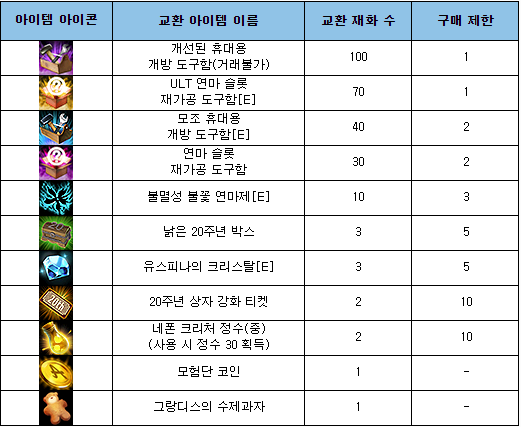 아이템 아이콘 교환 아이템 이름 교환 재화 수 구매 제한
개선된 휴대용
개방 도구함(거래불가) 100 1
ULT 연마 슬롯
재가공 도구함[E] 70 1
모조 휴대용
개방 도구함[E] 40 2
연마 슬롯
재가공 도구함 30 2
불멸성 불꽃 연마제[E] 10 3
낡은 20주년 박스 3 5
유스피나의 크리스탈[E] 3 5
20th
20주년 상자 강화 티켓 2 10
네폰 크리처 정수(중)
(사용 시 정수 30 획득) 2 10
모험단 코인 1 -
그랑디스의 수제과자 1 -